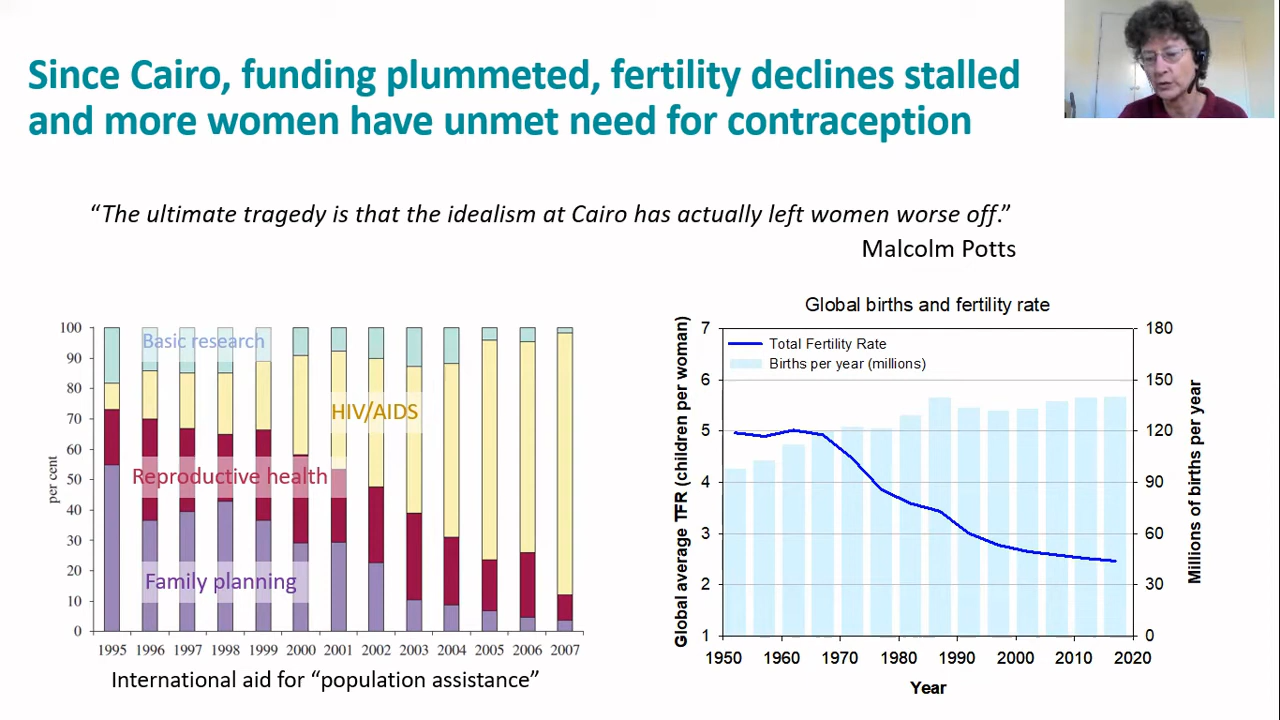 Since Cairo, funding plummeted, fertility declines stalled
and more women have unmet need for contraception
“The ultimate tragedy is that the idealism at Cairo has actually left women worse off.”
Malcolm Potts
100
90
80
70
60
50
40
30
20
10
0
per cent
Basic research
HIV/AIDS
Reproductive health
Family planning
1995 1996 1997 1998 1999 2000 2001 2002 2003 2004 2005 2006 2007
International aid for “population assistance”
Global births and fertility rate
Global average TFR (children per woman)
7
6
5
4
3
2
1
Total Fertility Rate
Births per year (millions)
180
150
120
90
60
30
0
Millions of births per year
1950 1960 1970 1980 1990 2000 2010 2020
Year